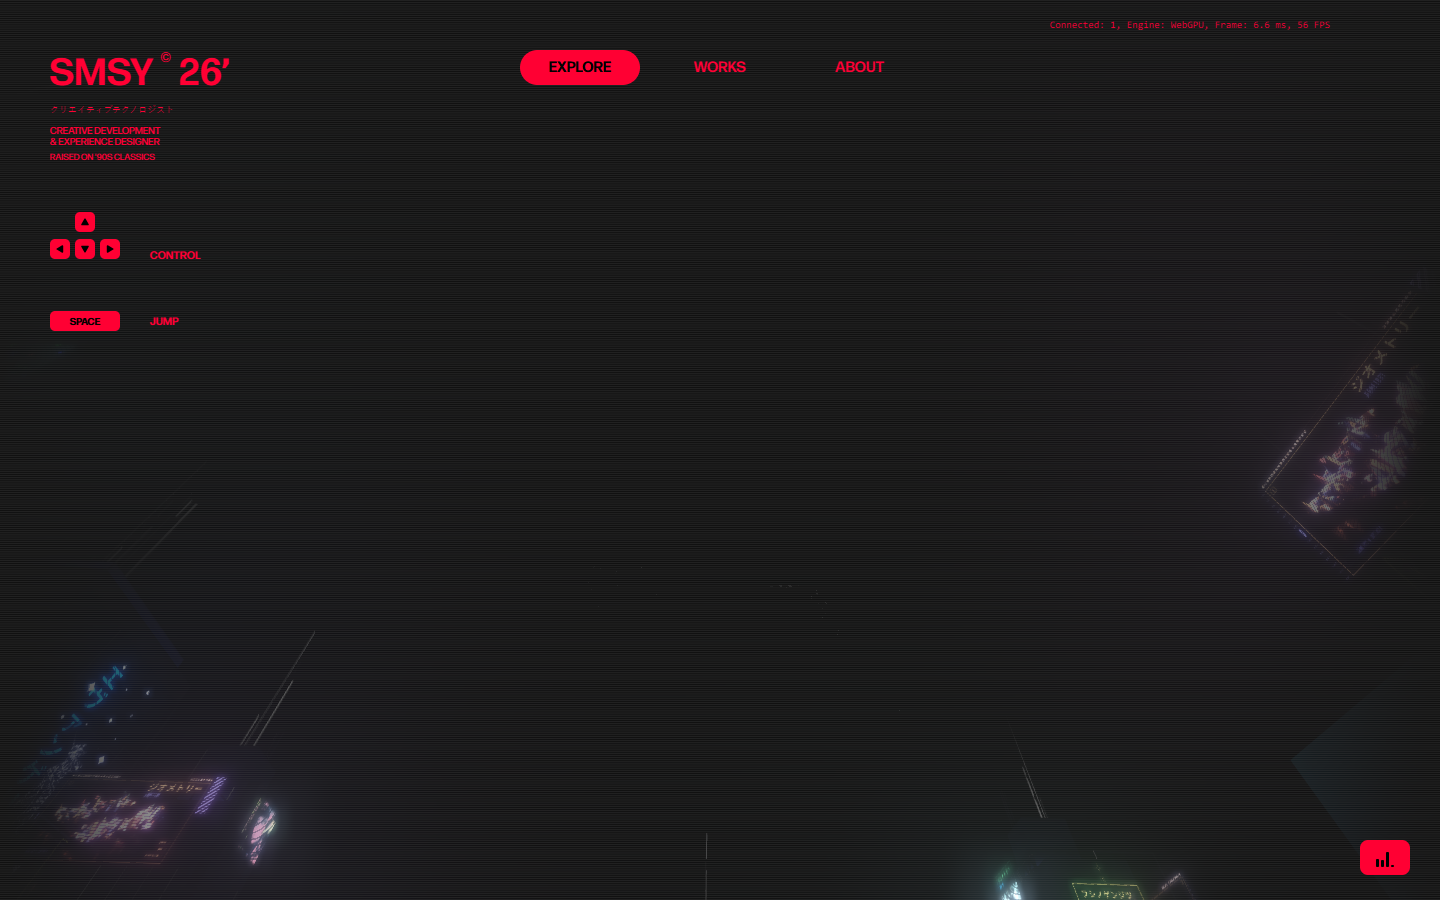 Connected: 1, Engine: WebGPU, Frame: 6.6 ms, 56 FPS
SMSY © 26’
EXPLORE
WORKS
ABOUT
クリエイティブテクノロジスト
CREATIVE DEVELOPMENT
& EXPERIENCE DESIGNER
RAISED ON ’90S CLASSICS
CONTROL
SPACE
JUMP
ジオメトリー
ジオメトリー